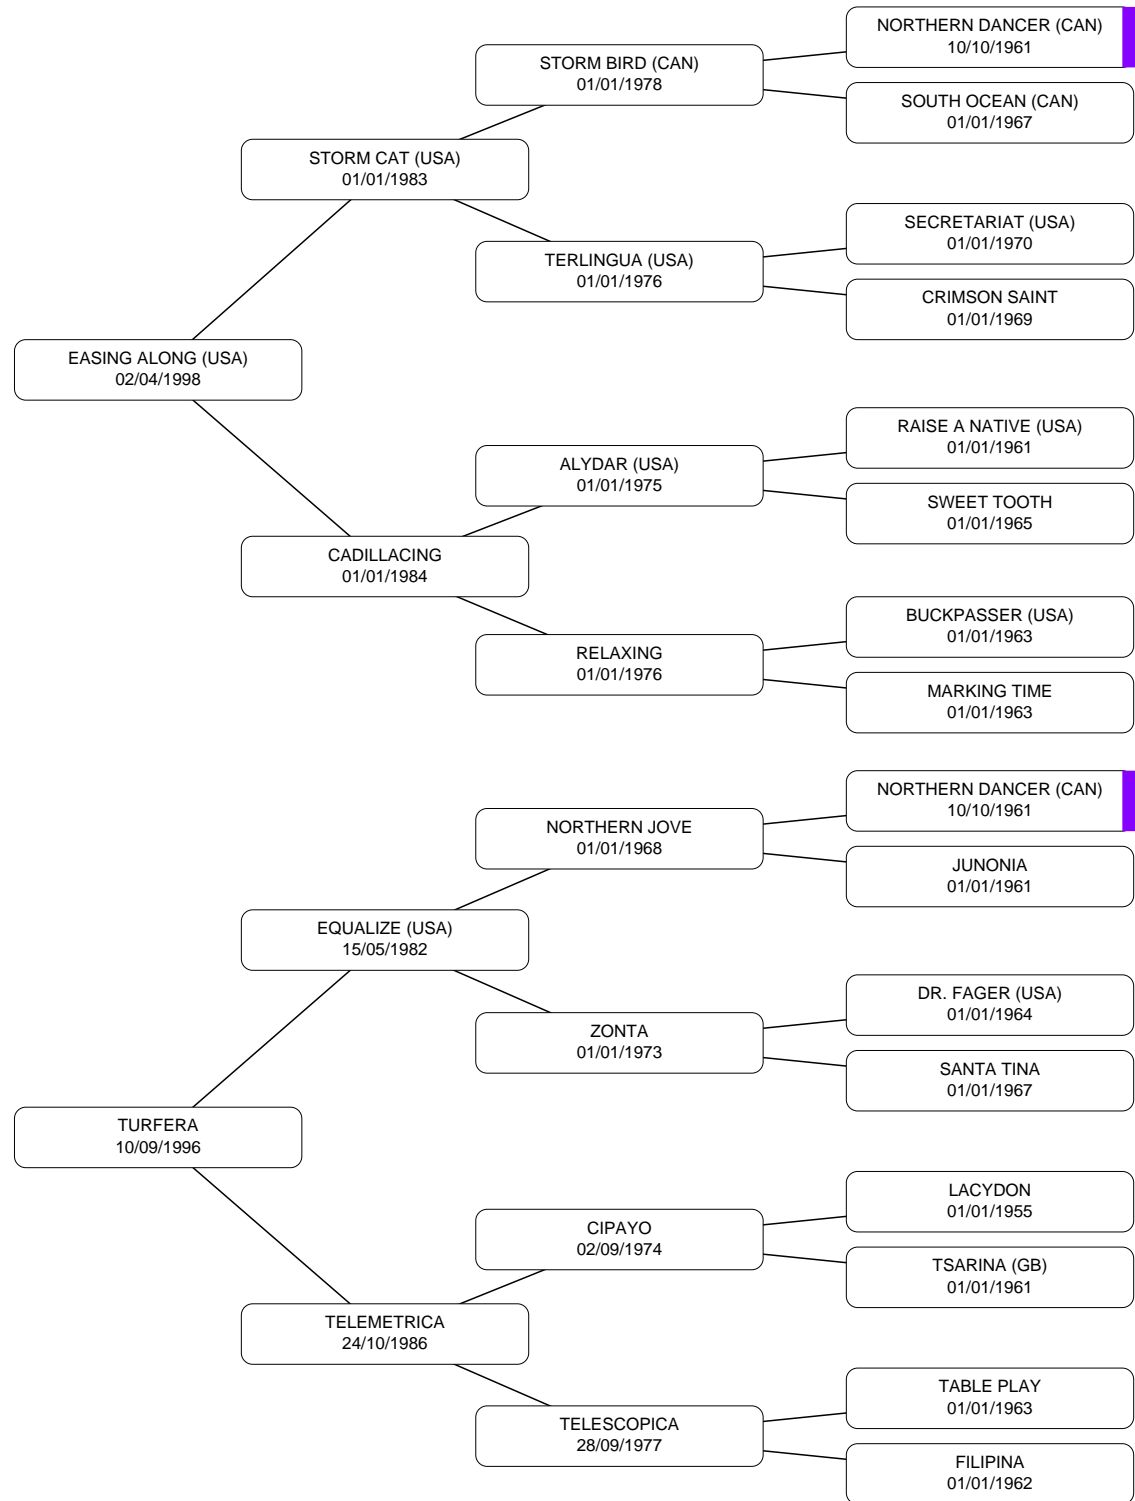 NORTHERN DANCER (CAN)
10/10/1961
STORM BIRD (CAN)
01/01/1978
SOUTH OCEAN (CAN)
01/01/1967
STORM CAT (USA)
01/01/1983
SECRETARIAT (USA)
01/01/1970
TERLINGUA (USA)
01/01/1976
CRIMSON SAINT
01/01/1969
EASING ALONG (USA)
02/04/1998
RAISE A NATIVE (USA)
01/01/1961
ALYDAR (USA)
01/01/1975
SWEET TOOTH
01/01/1965
CADILLACING
01/01/1984
BUCKPASSER (USA)
01/01/1963
RELAXING
01/01/1976
MARKING TIME
01/01/1963
NORTHERN DANCER (CAN)
10/10/1961
NORTHERN JOVE
01/01/1968
JUNONIA
01/01/1961
EQUALIZE (USA)
15/05/1982
DR. FAGER (USA)
01/01/1964
ZONTA
01/01/1973
SANTA TINA
01/01/1967
TURFERA
10/09/1996
LACYDON
01/01/1955
CIPAYO
02/09/1974
TSARINA (GB)
01/01/1961
TELEMETRICA
24/10/1986
TABLE PLAY
01/01/1963
TELESCOPICA
28/09/1977
FILIPINA
01/01/1962